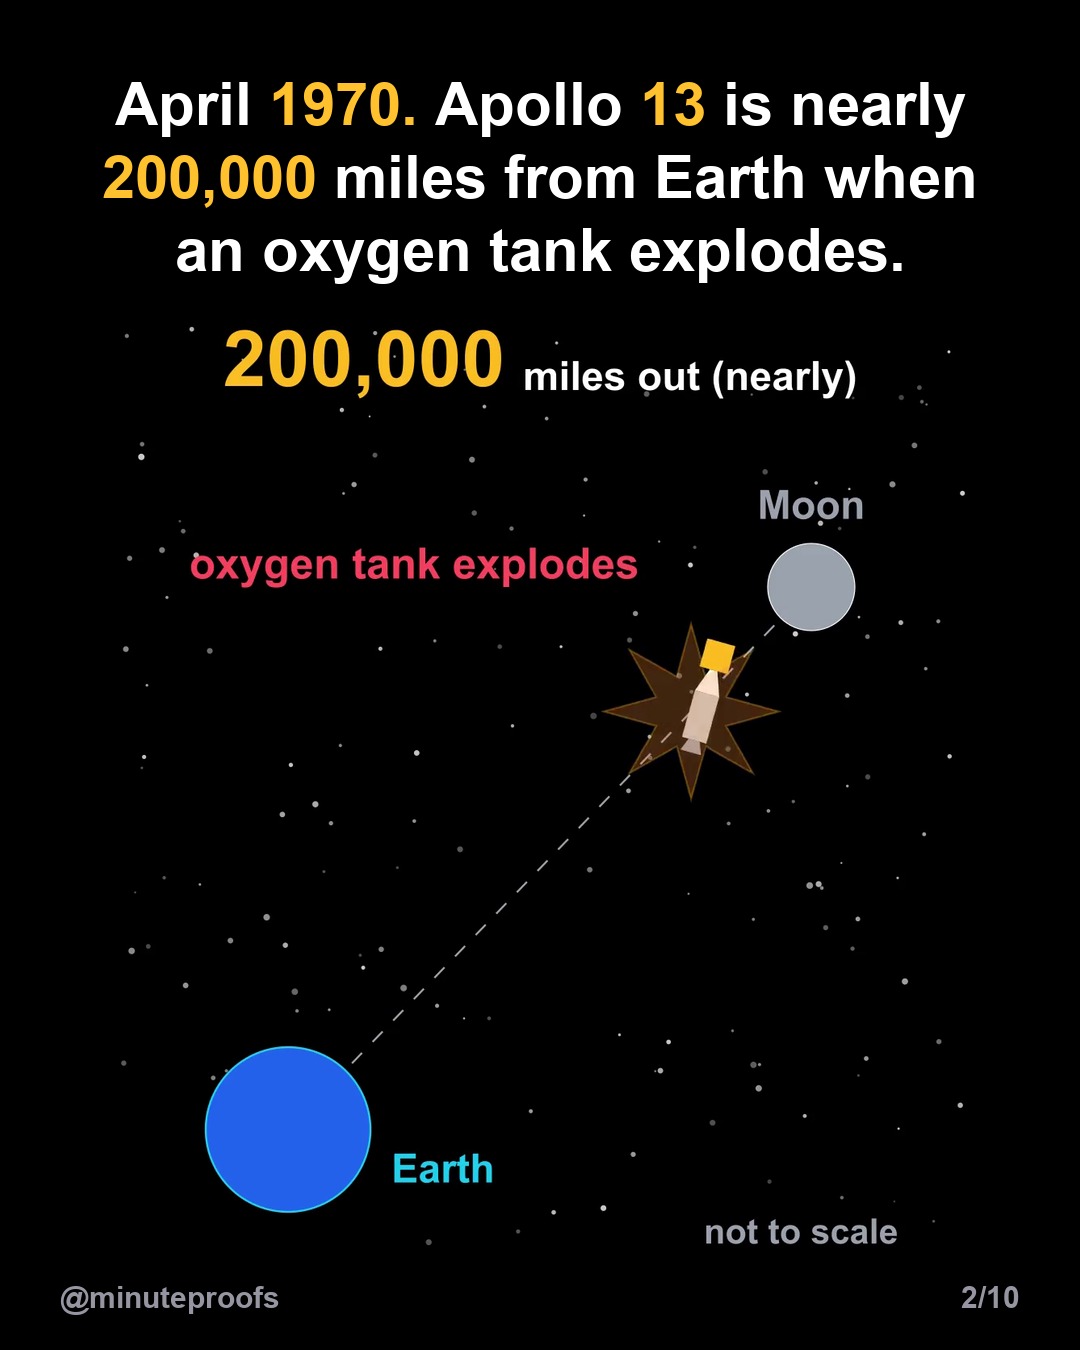 April 1970. Apollo 13 is nearly
200,000 miles from Earth when
an oxygen tank explodes.
200,000 miles out (nearly)
Moon
oxygen tank explodes
Earth
not to scale
@minuteproofs
2/10